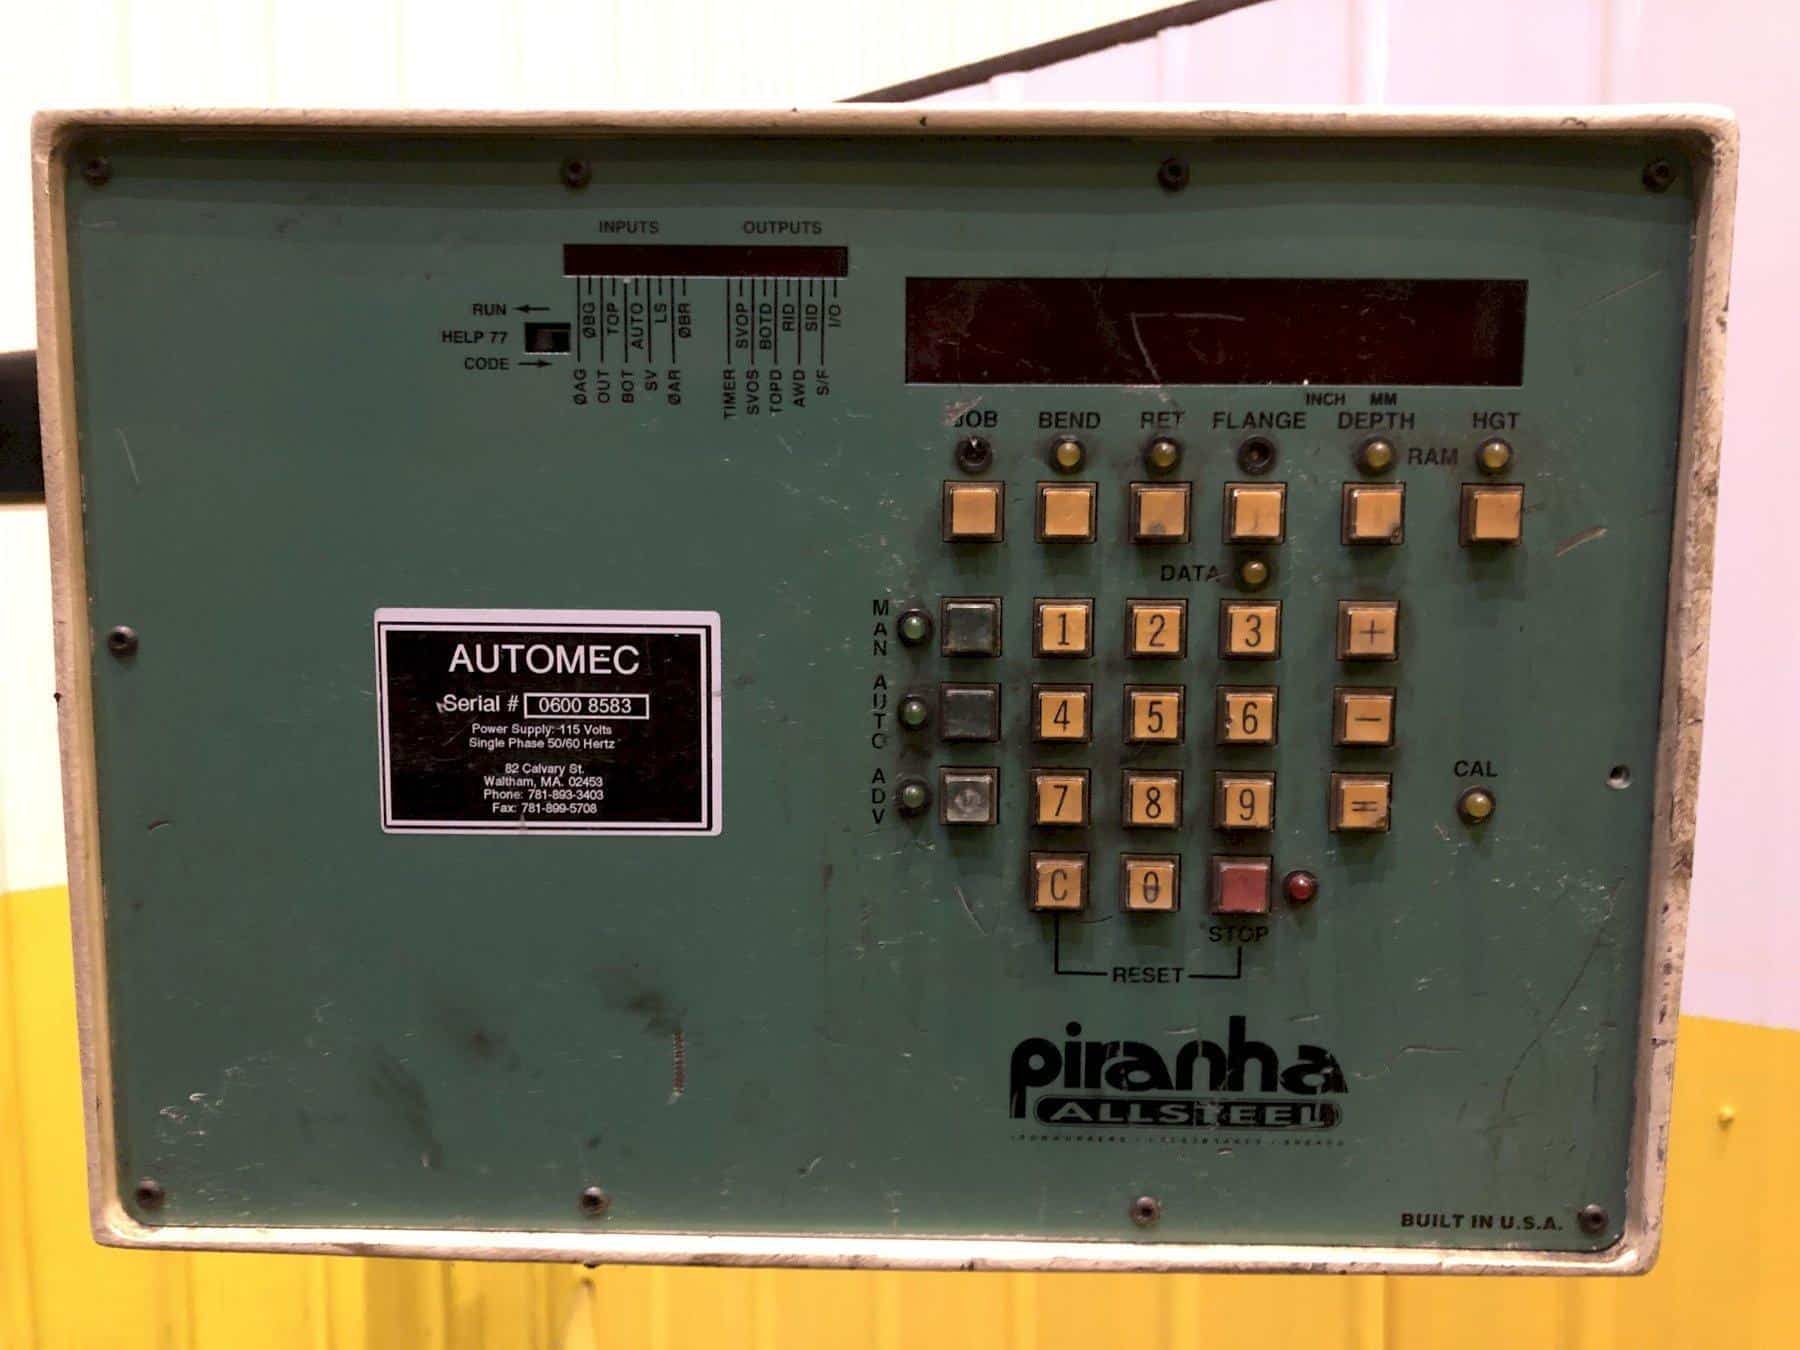 INPUTS OUTPUTS
RUN
HELP 77
CODE
ØAG ØBG OUT TOP BOT AUTO SV LS ØAR ØBR
TIMER SVOP SVOS BOTD TOPD RID AWD SID S/F I/O
INCH MM
JOB BEND RET FLANGE DEPTH HGT
RAM
DATA
MAN
1 2 3 +
AUTO
4 5 6 −
CAL
ADV
7 8 9 =
C 0
STOP
RESET
AUTOMEC
Serial # 0600 8583
Power Supply: 115 Volts
Single Phase 50/60 Hertz
82 Calvary St.
Waltham, MA. 02453
Phone: 781-893-3403
Fax: 781-899-5708
piranha
ALLSTEEL
BUILT IN U.S.A.